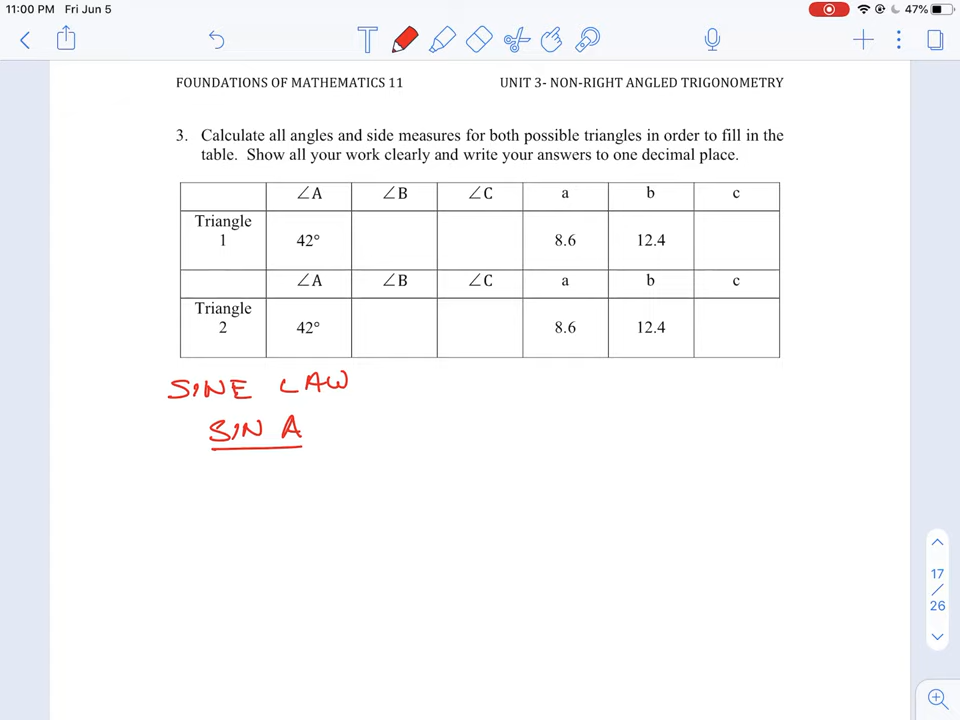 11:00 PM Fri Jun 5 47%
T
FOUNDATIONS OF MATHEMATICS 11 UNIT 3- NON-RIGHT ANGLED TRIGONOMETRY
3. Calculate all angles and side measures for both possible triangles in order to fill in the
table. Show all your work clearly and write your answers to one decimal place.
∠A ∠B ∠C a b c
Triangle
1 42° 8.6 12.4
∠A ∠B ∠C a b c
Triangle
2 42° 8.6 12.4
SINE LAW
SIN A
17
/
26